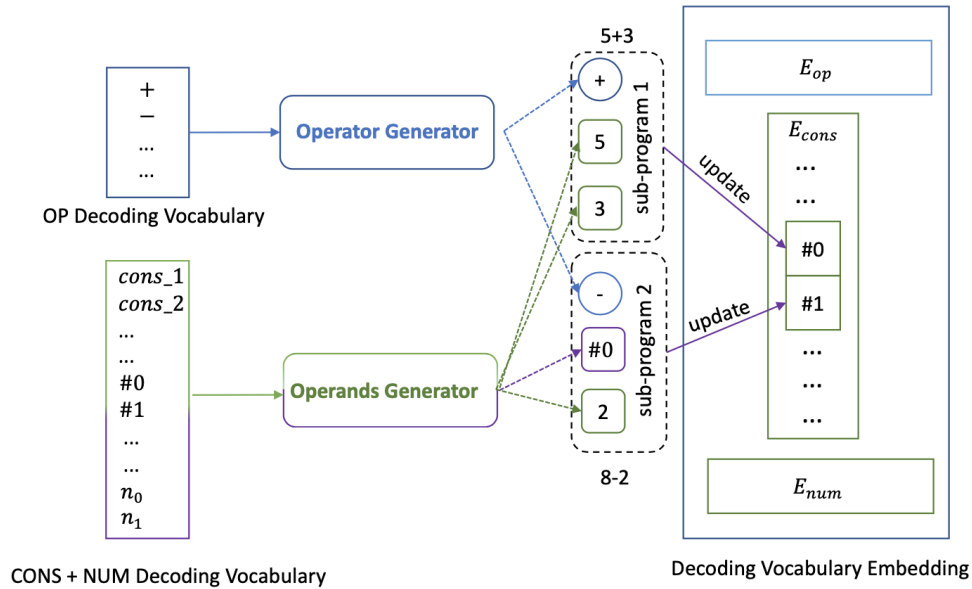 +
−
...
...
OP Decoding Vocabulary
Operator Generator
cons_1
cons_2
...
...
#0
#1
...
...
n0
n1
CONS + NUM Decoding Vocabulary
Operands Generator
5+3
+
5
3
sub-program 1
-
#0
2
sub-program 2
8-2
update
update
Eop
Econs
...
...
#0
#1
...
...
...
Enum
Decoding Vocabulary Embedding